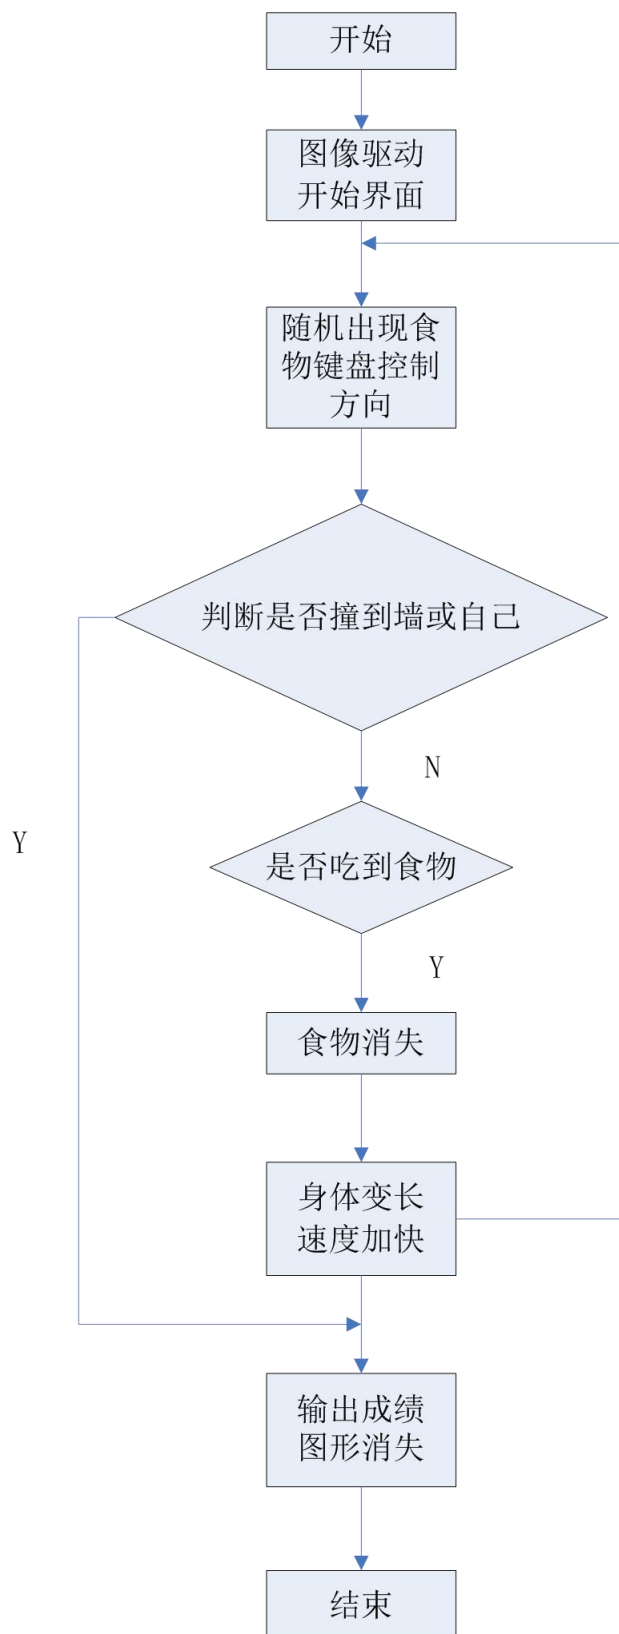 开始
图像驱动
开始界面
随机出现食
物键盘控制
方向
判断是否撞到墙或自己
N
Y
是否吃到食物
Y
食物消失
身体变长
速度加快
输出成绩
图形消失
结束